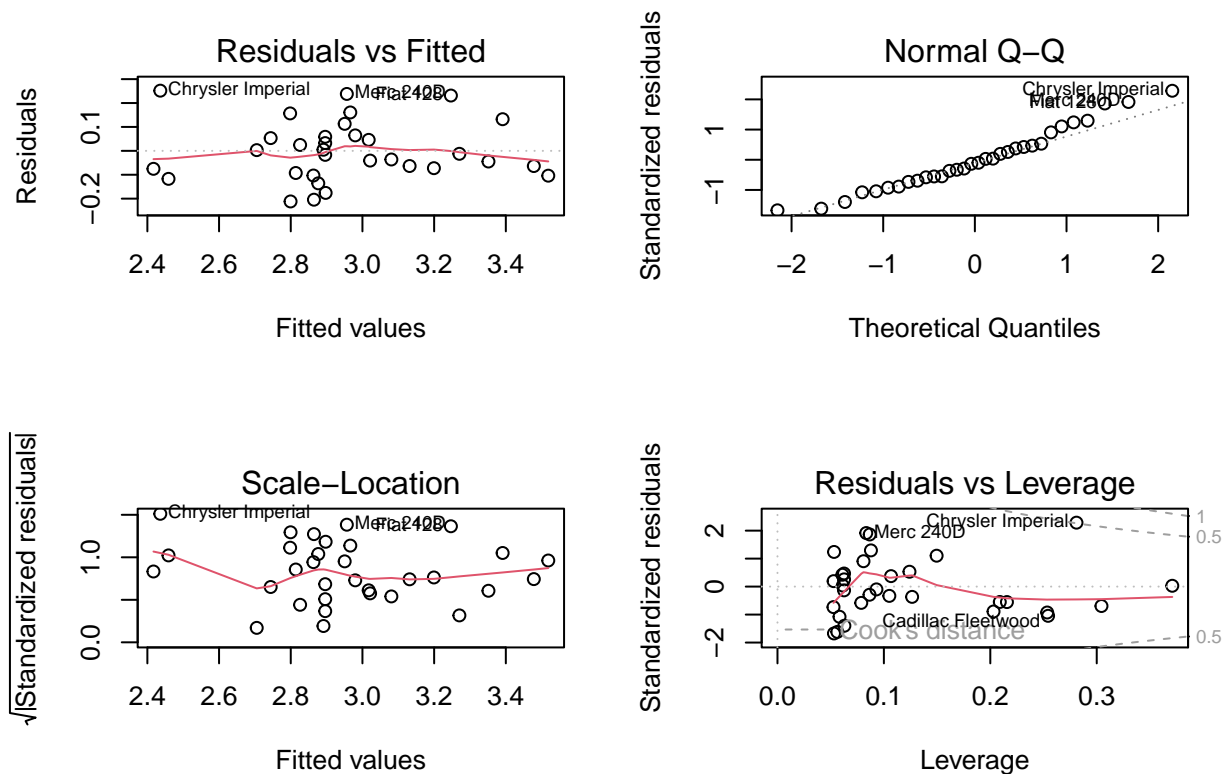 Residuals vs Fitted
Residuals
0.1
−0.2
Chrysler Imperial
Merc 240D
Fiat 128
2.4 2.6 2.8 3.0 3.2 3.4
Fitted values
Normal Q−Q
Standardized residuals
1
−1
Chrysler Imperial
Merc 240D
Fiat 128
−2 −1 0 1 2
Theoretical Quantiles
Scale−Location
√|Standardized residuals|
1.0
0.0
Chrysler Imperial
Merc 240D
Fiat 128
2.4 2.6 2.8 3.0 3.2 3.4
Fitted values
Residuals vs Leverage
Standardized residuals
2
0
−2
Chrysler Imperial
Merc 240D
Cadillac Fleetwood
Cook's distance
1
0.5
0.5
0.0 0.1 0.2 0.3
Leverage